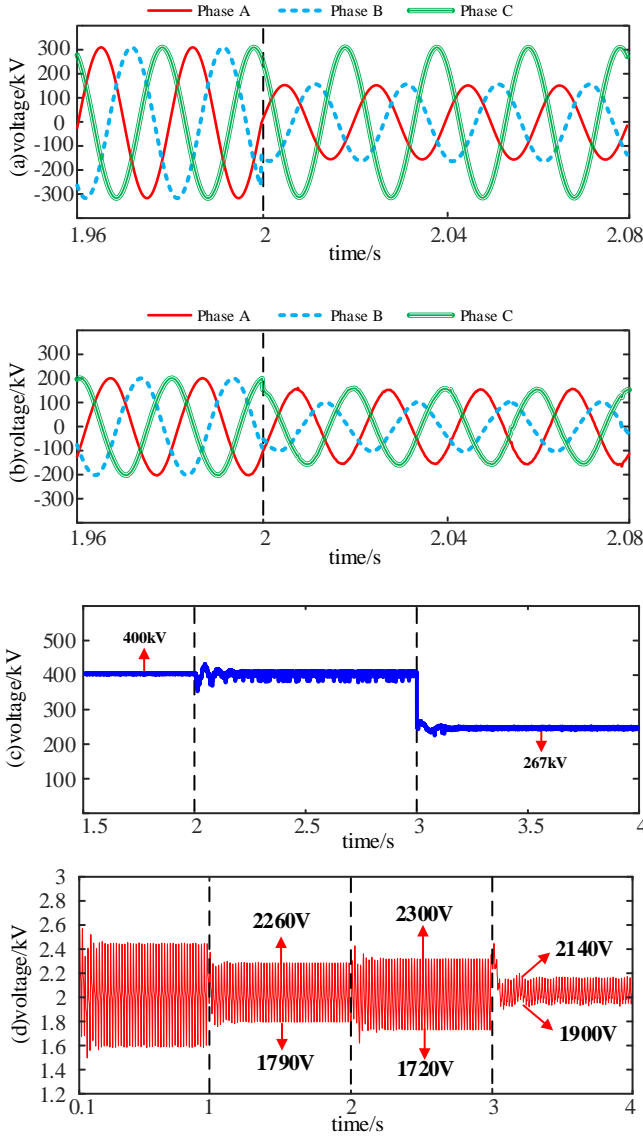 Phase A Phase B Phase C
(a)voltage/kV
300
200
100
0
-100
-200
-300
1.96 2 2.04 2.08
time/s
Phase A Phase B Phase C
(b)voltage/kV
300
200
100
0
-100
-200
-300
1.96 2 2.04 2.08
time/s
(c)voltage/kV
500
400
300
200
100
400kV
267kV
1.5 2 2.5 3 3.5 4
time/s
(d)voltage/kV
3
2.8
2.6
2.4
2.2
2
1.8
1.6
1.4
1.2
2260V
2300V
2140V
1790V
1720V
1900V
0.1 1 2 3 4
time/s